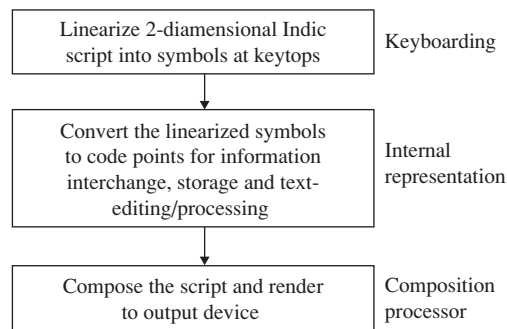 Linearize 2-diamensional Indic
script into symbols at keytops
Keyboarding
Convert the linearized symbols
to code points for information
interchange, storage and text-
editing/processing
Internal
representation
Compose the script and render
to output device
Composition
processor